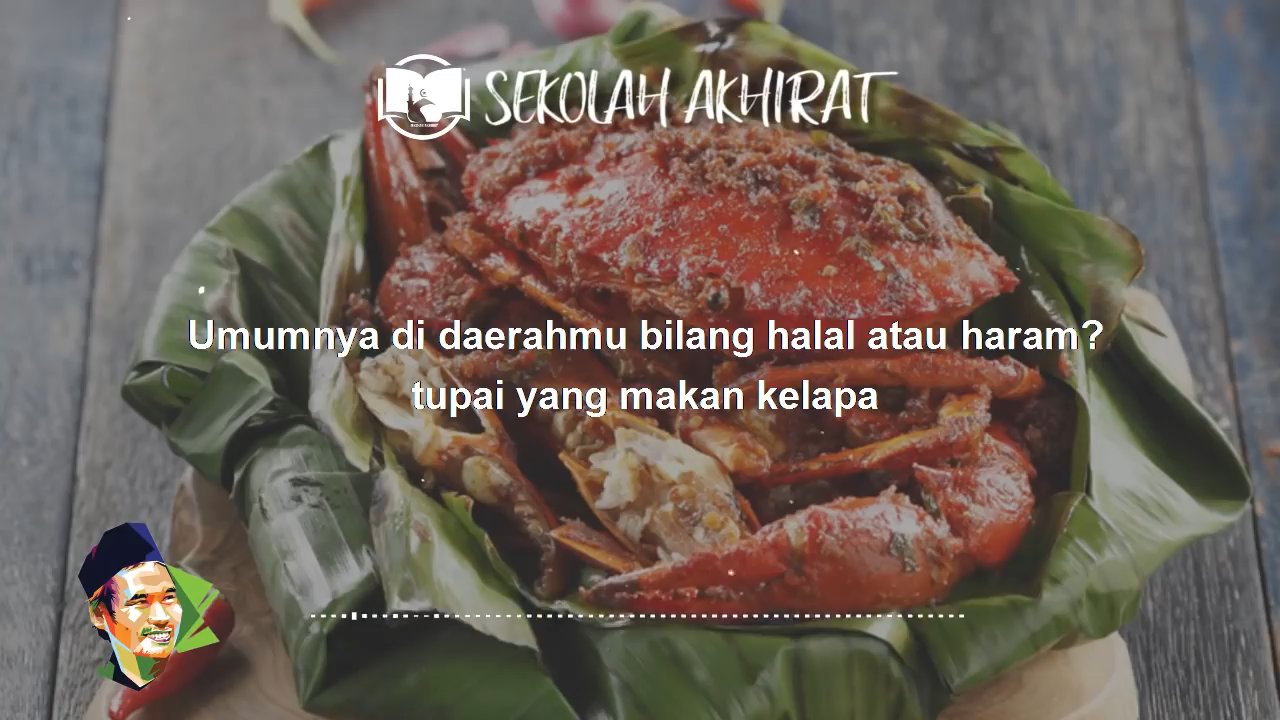 SEKOLAH AKHIRAT
Umumnya di daerahmu bilang halal atau haram?
tupai yang makan kelapa